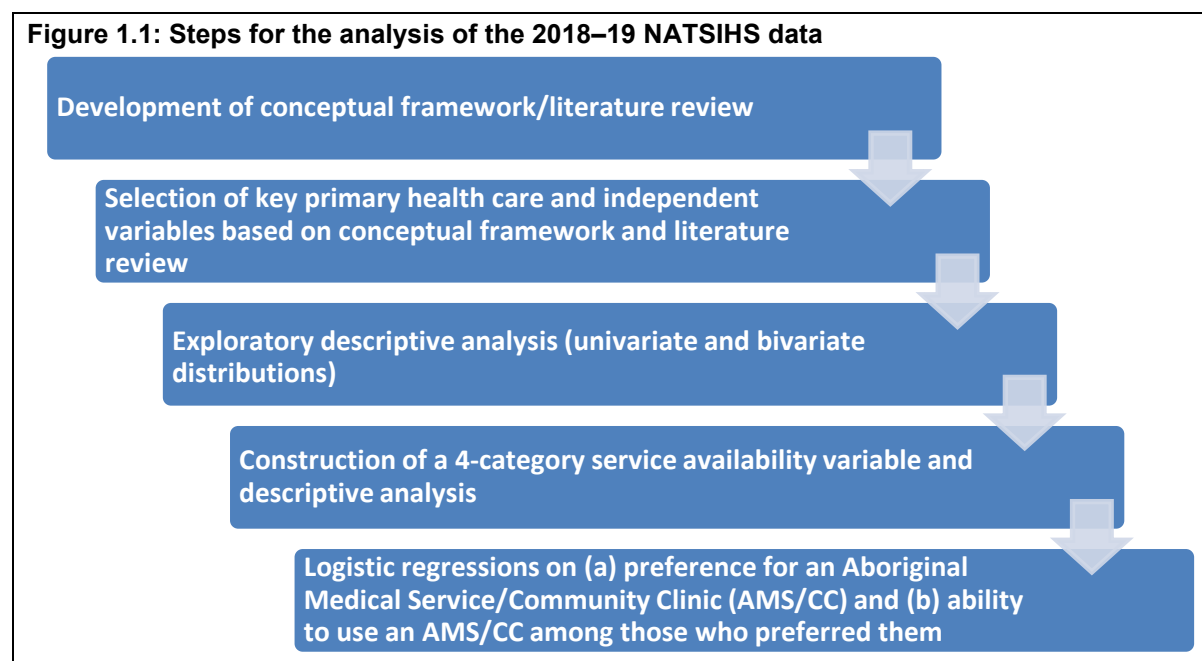 Figure 1.1: Steps for the analysis of the 2018–19 NATSIHS data
Development of conceptual framework/literature review
Selection of key primary health care and independent
variables based on conceptual framework and literature
review
Exploratory descriptive analysis (univariate and bivariate
distributions)
Construction of a 4-category service availability variable and
descriptive analysis
Logistic regressions on (a) preference for an Aboriginal
Medical Service/Community Clinic (AMS/CC) and (b) ability
to use an AMS/CC among those who preferred them